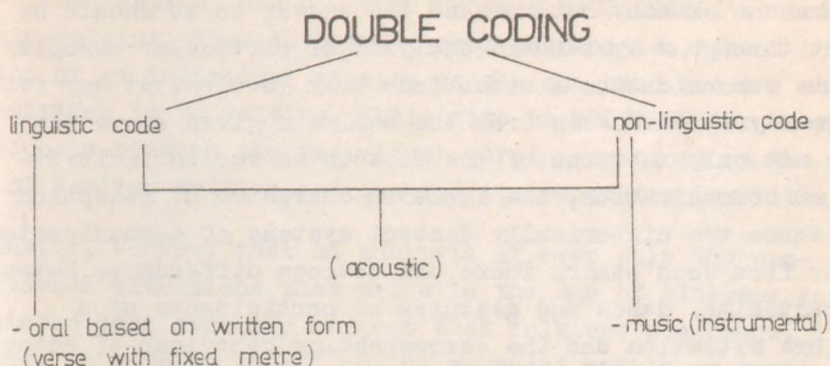 DOUBLE CODING
linguistic code
non-linguistic code
(acoustic)
- oral based on written form
(verse with fixed metre)
- music (instrumental)